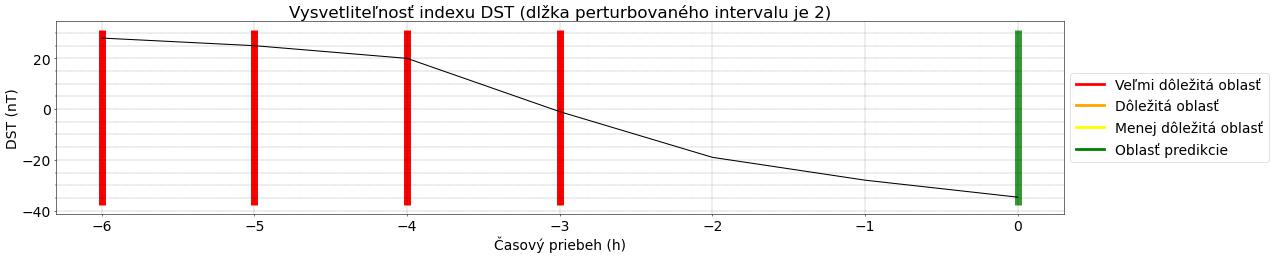 Vysvetliteľnosť indexu DST (dĺžka perturbovaného intervalu je 2)
DST (nT)
20
0
−20
−40
−6
−5
−4
−3
−2
−1
0
Časový priebeh (h)
Veľmi dôležitá oblasť
Dôležitá oblasť
Menej dôležitá oblasť
Oblasť predikcie